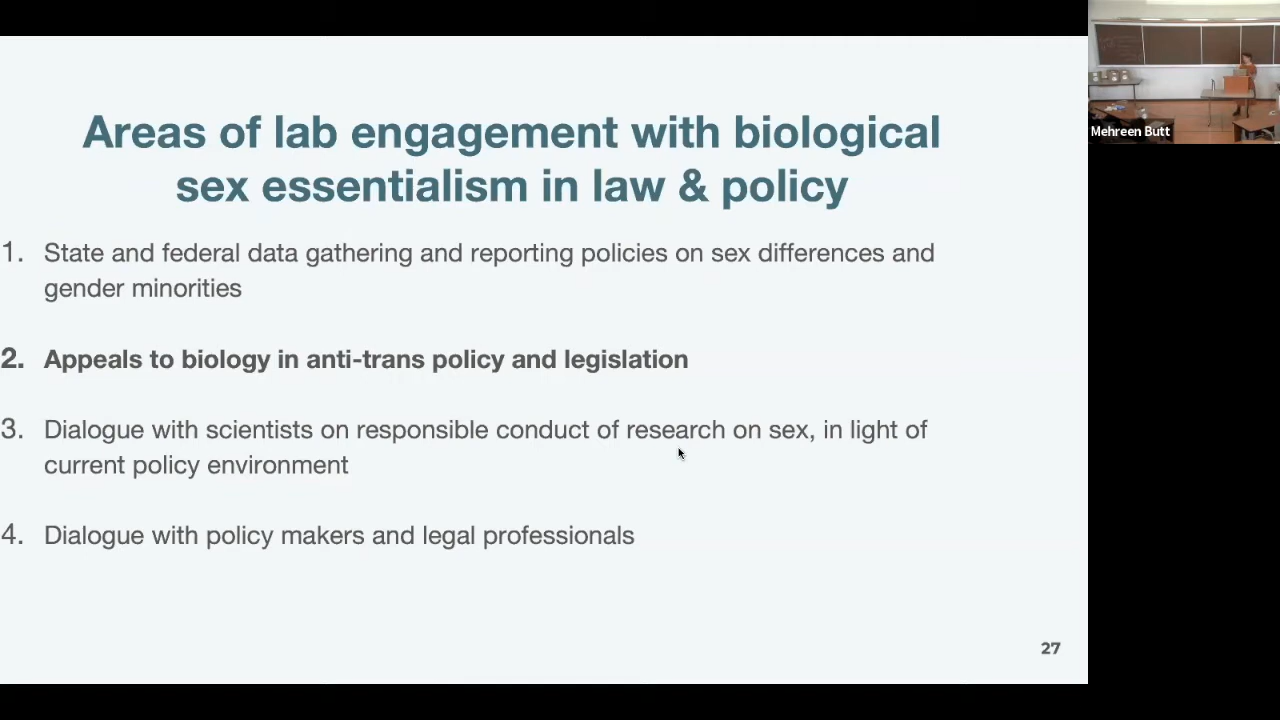 Areas of lab engagement with biological
sex essentialism in law & policy
1. State and federal data gathering and reporting policies on sex differences and
gender minorities
2. Appeals to biology in anti-trans policy and legislation
3. Dialogue with scientists on responsible conduct of research on sex, in light of
current policy environment
4. Dialogue with policy makers and legal professionals
27
Mehreen Butt